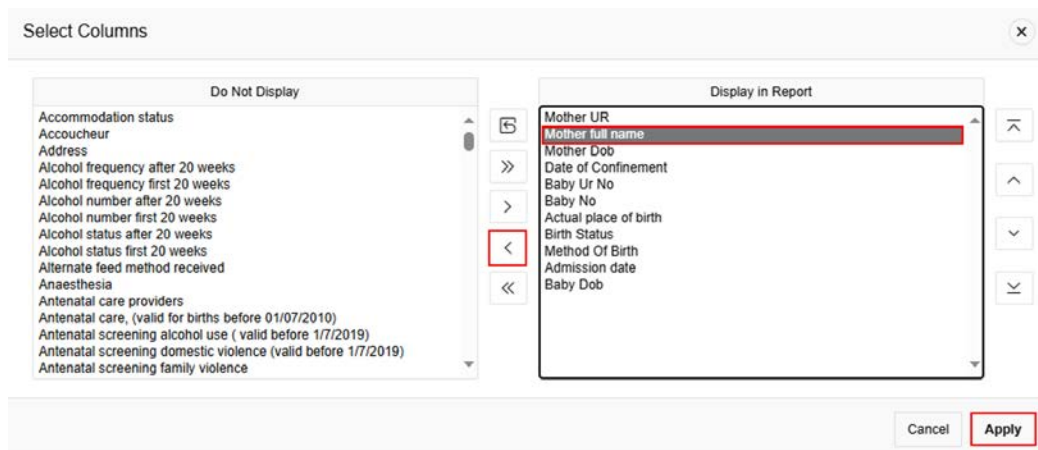 Select Columns
Do Not Display
Accommodation status
Accoucheur
Address
Alcohol frequency after 20 weeks
Alcohol frequency first 20 weeks
Alcohol number after 20 weeks
Alcohol number first 20 weeks
Alcohol status after 20 weeks
Alcohol status first 20 weeks
Alternate feed method received
Anaesthesia
Antenatal care providers
Antenatal care, (valid for births before 01/07/2010)
Antenatal screening alcohol use ( valid before 1/7/2019)
Antenatal screening domestic violence (valid before 1/7/2019)
Antenatal screening family violence
Display in Report
Mother UR
Mother full name
Mother Dob
Date of Confinement
Baby Ur No
Baby No
Actual place of birth
Birth Status
Method Of Birth
Admission date
Baby Dob
Cancel
Apply